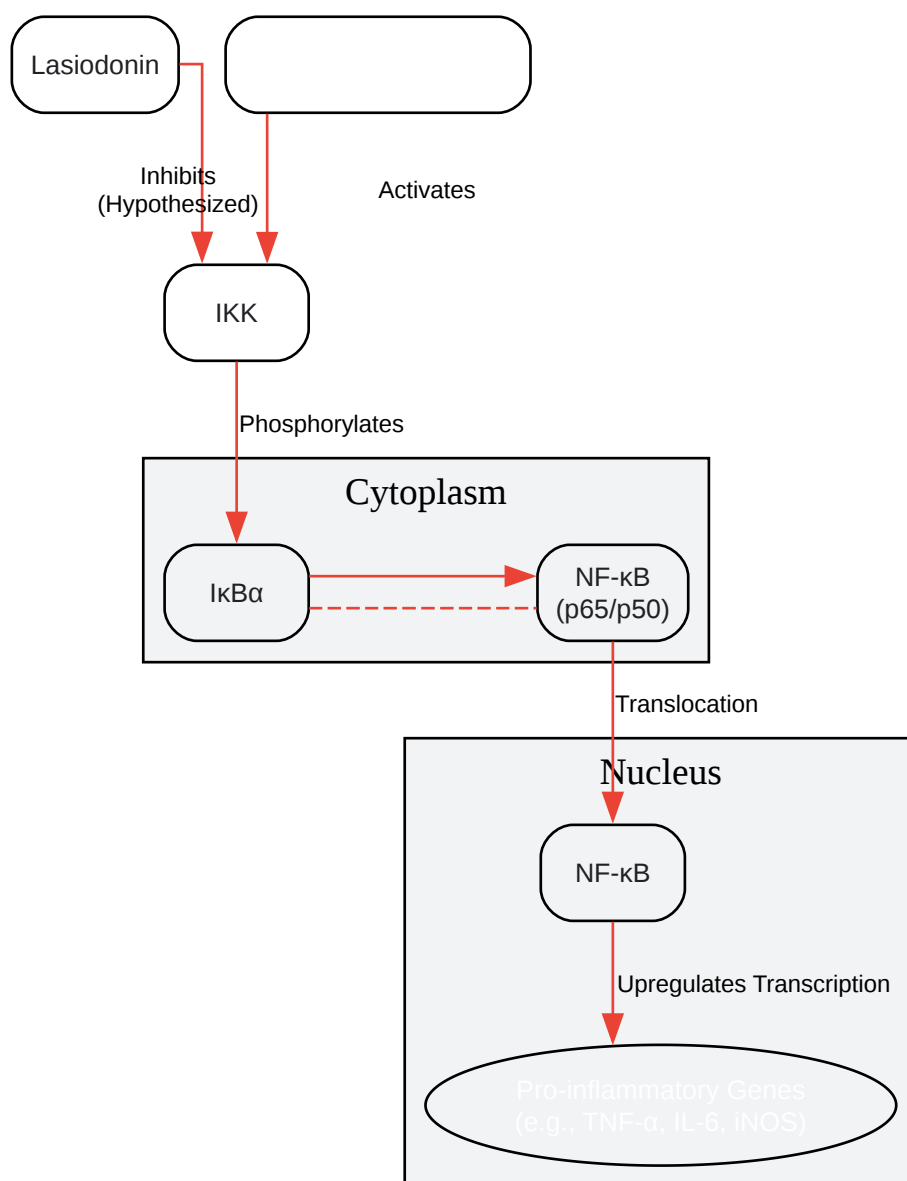 Lasiodonin
Inhibits
(Hypothesized)
Activates
IKK
Phosphorylates
Cytoplasm
IκBα
NF-κB
(p65/p50)
Translocation
Nucleus
NF-κB
Upregulates Transcription
Pro-inflammatory Genes
(e.g., TNF-α, IL-6, iNOS)